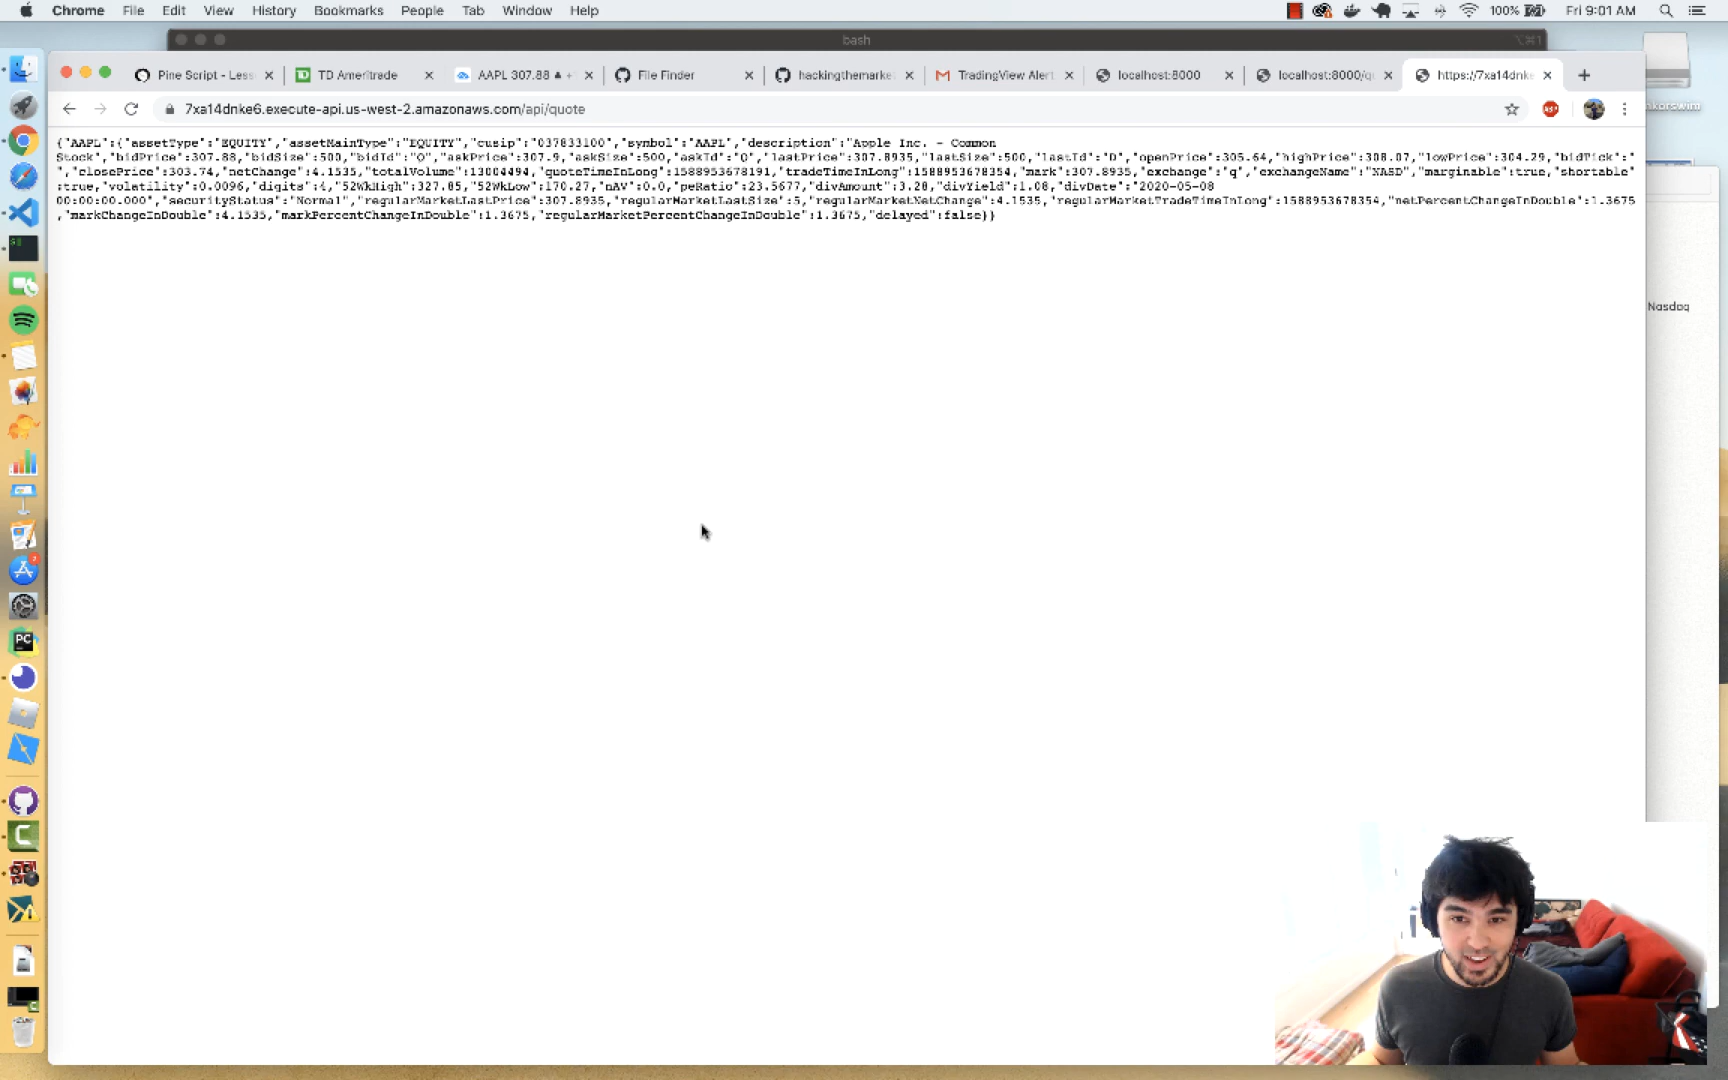 Chrome File Edit View History Bookmarks People Tab Window Help 100% Fri 9:01 AM
bash
Pine Script - Less TD Ameritrade AAPL 307.88 File Finder hackingthemarke TradingView Alert localhost:8000 localhost:8000/q https://7xa14dnke
7xa14dnke6.execute-api.us-west-2.amazonaws.com/api/quote ABP
{"AAPL":{"assetType":"EQUITY","assetMainType":"EQUITY","cusip":"037833100","symbol":"AAPL","description":"Apple Inc. - Common
Stock","bidPrice":307.88,"bidSize":500,"bidId":"Q","askPrice":307.9,"askSize":500,"askId":"Q","lastPrice":307.8935,"lastSize":500,"lastId":"D","openPrice":305.64,"highPrice":308.07,"lowPrice":304.29,"bidTick":"
","closePrice":303.74,"netChange":4.1535,"totalVolume":13004494,"quoteTimeInLong":1588953678191,"tradeTimeInLong":1588953678354,"mark":307.8935,"exchange":"q","exchangeName":"NASD","marginable":true,"shortable"
:true,"volatility":0.0096,"digits":4,"52WkHigh":327.85,"52WkLow":170.27,"nAV":0.0,"peRatio":23.5677,"divAmount":3.28,"divYield":1.08,"divDate":"2020-05-08
00:00:00.000","securityStatus":"Normal","regularMarketLastPrice":307.8935,"regularMarketLastSize":5,"regularMarketNetChange":4.1535,"regularMarketTradeTimeInLong":1588953678354,"netPercentChangeInDouble":1.3675
,"markChangeInDouble":4.1535,"markPercentChangeInDouble":1.3675,"regularMarketPercentChangeInDouble":1.3675,"delayed":false}}
Nasdaq
PC